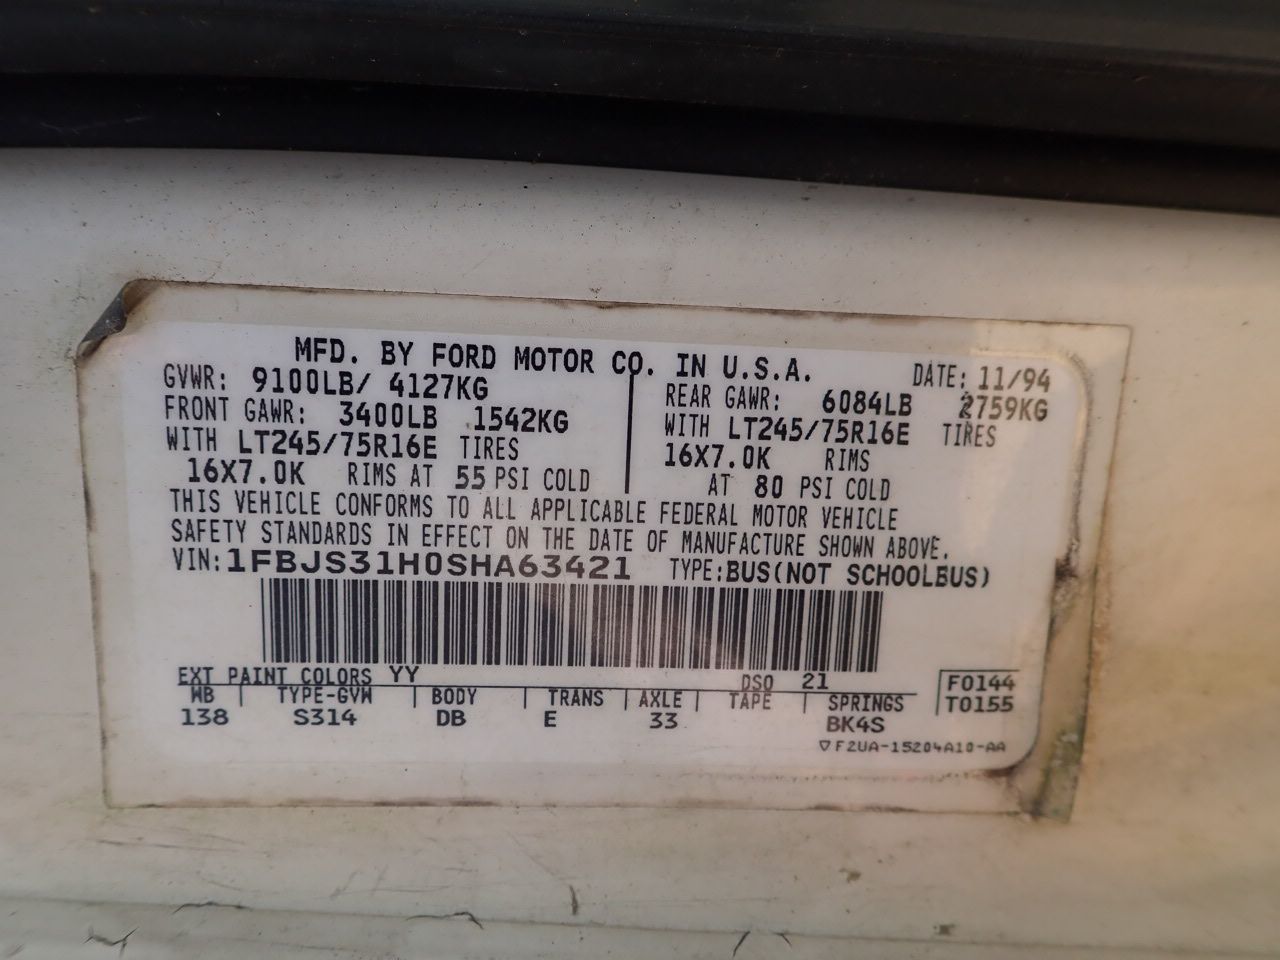 MFD. BY FORD MOTOR CO. IN U.S.A.
GVWR: 9100LB/ 4127KG
DATE: 11/94
FRONT GAWR: 3400LB 1542KG
REAR GAWR: 6084LB 2759KG
WITH LT245/75R16E TIRES
WITH LT245/75R16E TIRES
16X7.0K RIMS AT 55 PSI COLD
16X7.0K RIMS
AT 80 PSI COLD
THIS VEHICLE CONFORMS TO ALL APPLICABLE FEDERAL MOTOR VEHICLE
SAFETY STANDARDS IN EFFECT ON THE DATE OF MANUFACTURE SHOWN ABOVE.
VIN: 1FBJS31H0SHA63421 TYPE: BUS(NOT SCHOOLBUS)
EXT PAINT COLORS YY DSO 21
F0144
WB TYPE-GVW BODY TRANS AXLE TAPE SPRINGS
T0155
138 S314 DB E 33 BK4S
▽F2UA-15204A10-AA